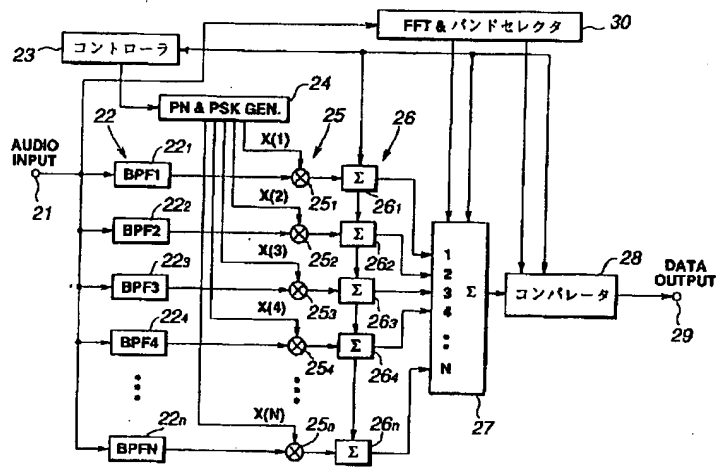 FFT & バンドセレクタ
30
23
コントローラ
24
PN & PSK GEN.
AUDIO
INPUT
21
22
22₁
BPF1
X(1)
25
25₁
26
Σ
26₁
22₂
BPF2
X(2)
25₂
Σ
26₂
22₃
BPF3
X(3)
25₃
Σ
26₃
22₄
BPF4
X(4)
25₄
Σ
26₄
22n
BPFN
X(N)
25n
Σ
26n
1
2
3
4
N
Σ
27
28
コンパレータ
DATA
OUTPUT
29